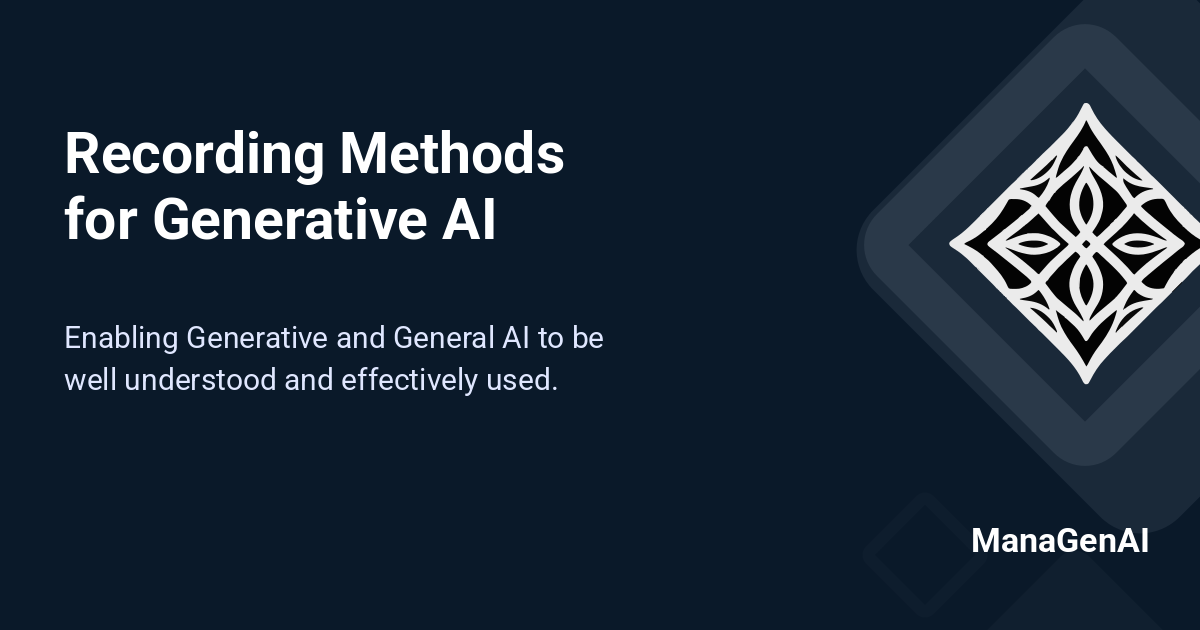 Recording Methods
for Generative AI
Enabling Generative and General AI to be
well understood and effectively used.
ManaGenAI